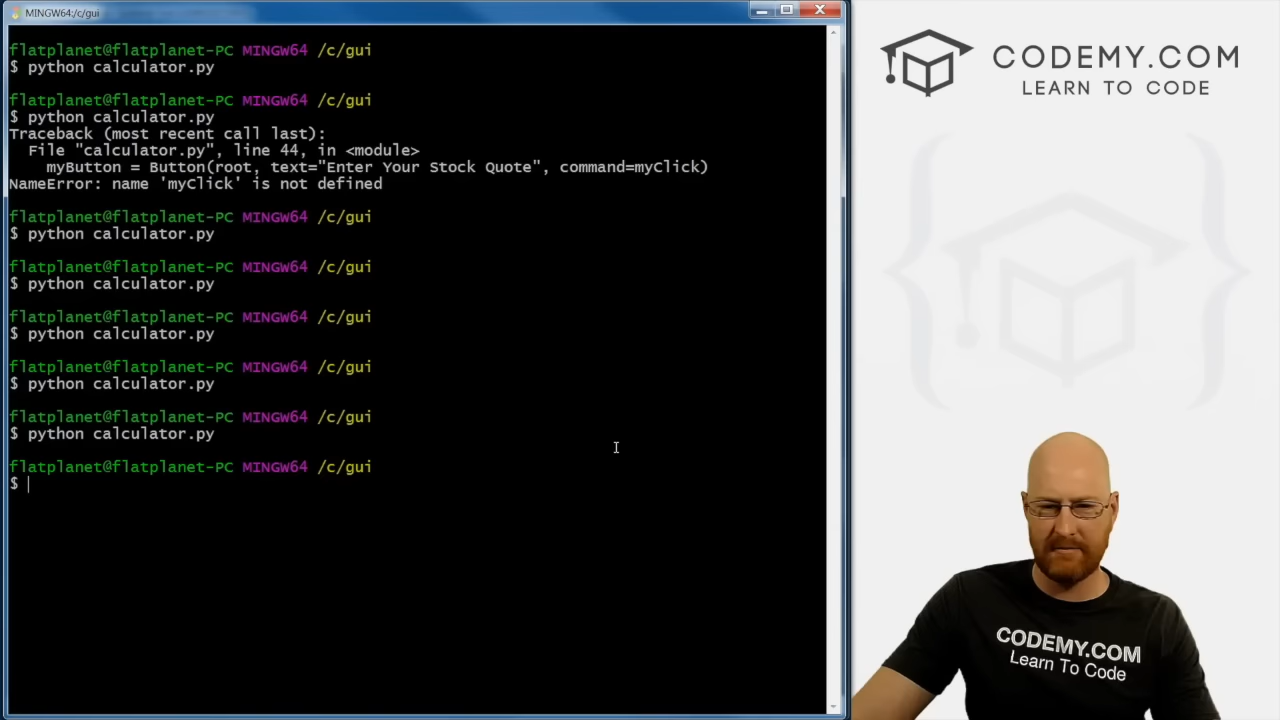 MINGW64:/c/gui
flatplanet@flatplanet-PC MINGW64 /c/gui
$ python calculator.py
flatplanet@flatplanet-PC MINGW64 /c/gui
$ python calculator.py
Traceback (most recent call last):
File "calculator.py", line 44, in <module>
myButton = Button(root, text="Enter Your Stock Quote", command=myClick)
NameError: name 'myClick' is not defined
flatplanet@flatplanet-PC MINGW64 /c/gui
$ python calculator.py
flatplanet@flatplanet-PC MINGW64 /c/gui
$ python calculator.py
flatplanet@flatplanet-PC MINGW64 /c/gui
$ python calculator.py
flatplanet@flatplanet-PC MINGW64 /c/gui
$ python calculator.py
flatplanet@flatplanet-PC MINGW64 /c/gui
$ python calculator.py
flatplanet@flatplanet-PC MINGW64 /c/gui
$
CODEMY.COM
LEARN TO CODE
CODEMY.COM
Learn To Code